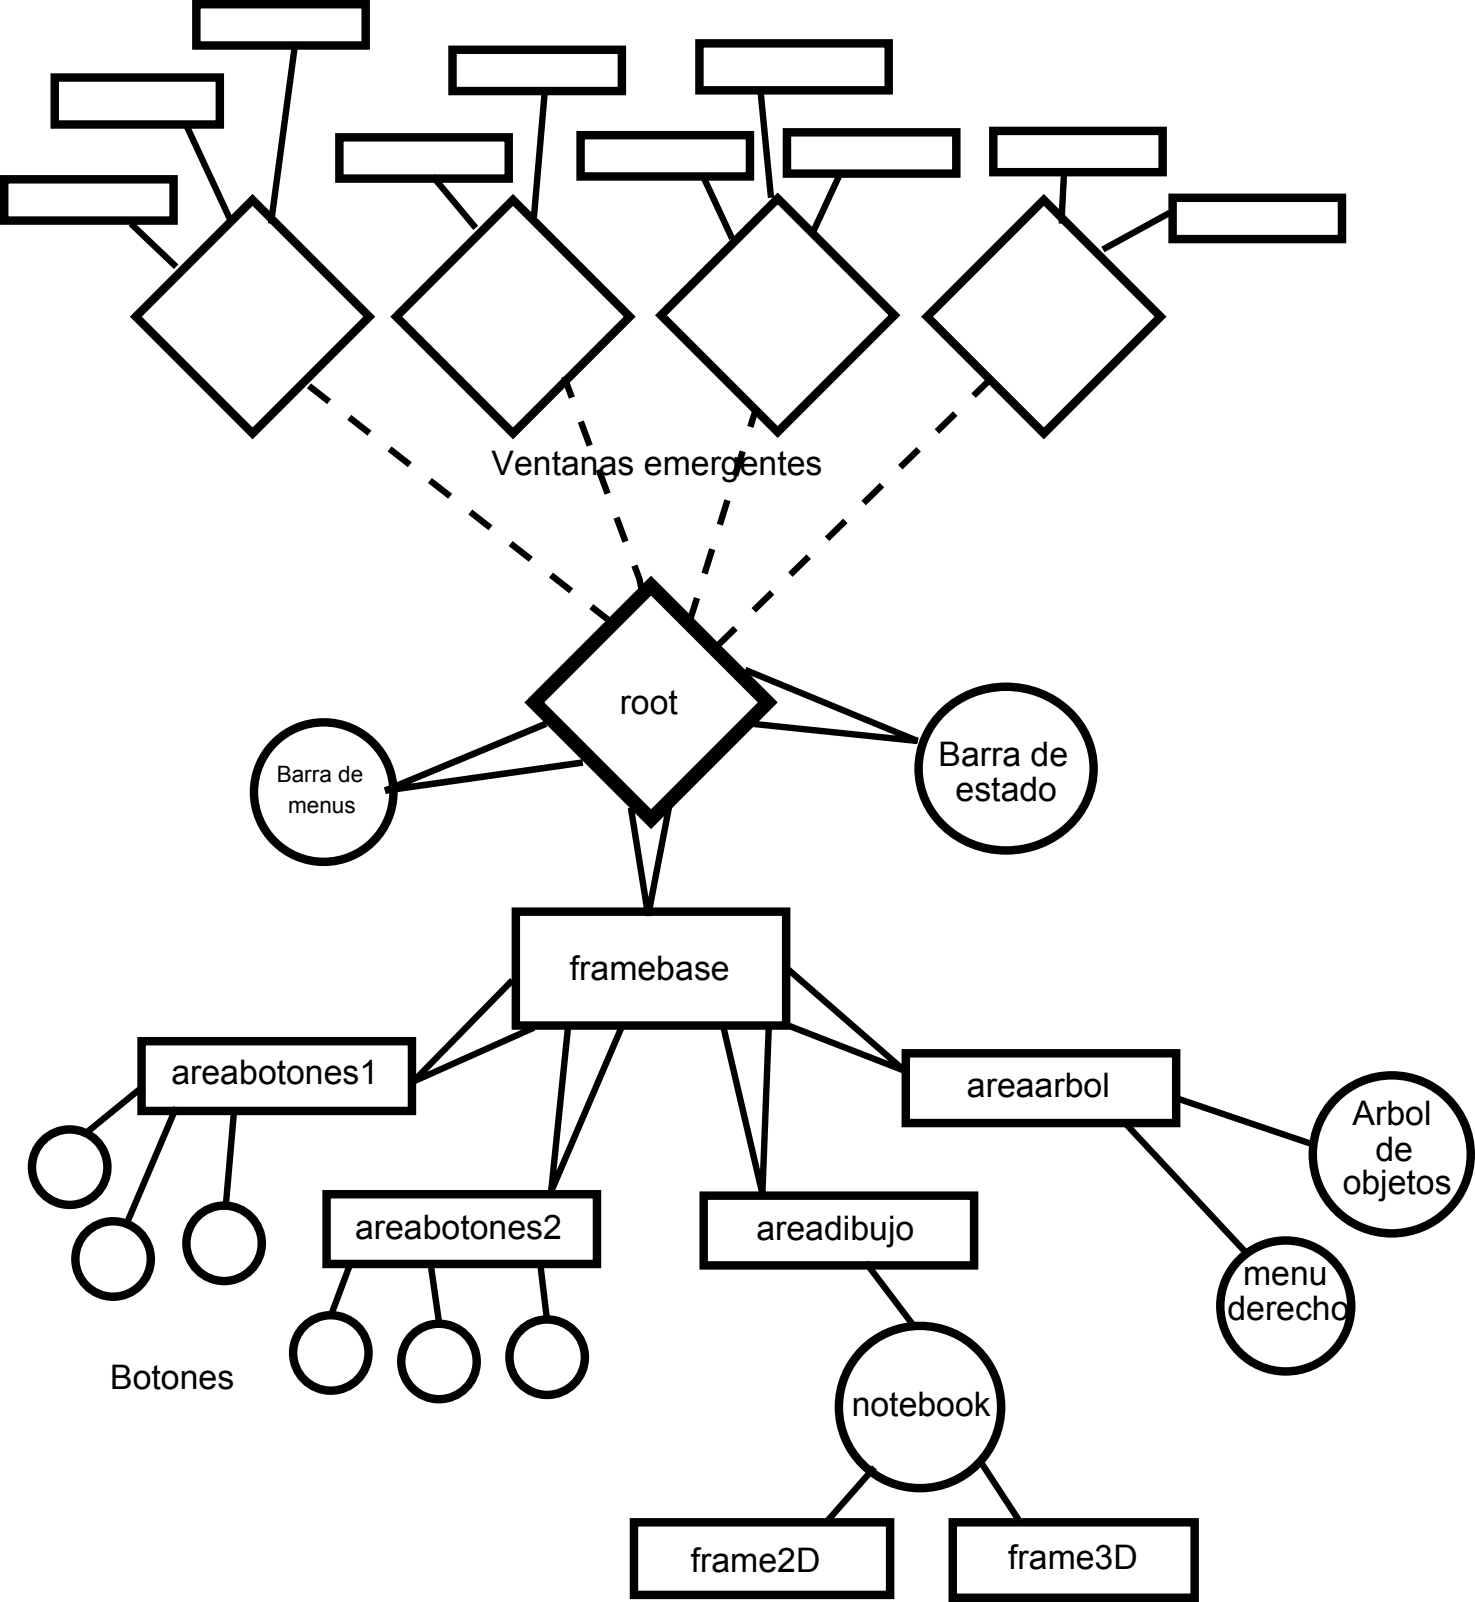 Ventanas emergentes
root
Barra de
menus
Barra de
estado
framebase
areabotones1
areaarbol
Arbol
de
objetos
areabotones2
areadibujo
menu
derecho
Botones
notebook
frame2D
frame3D